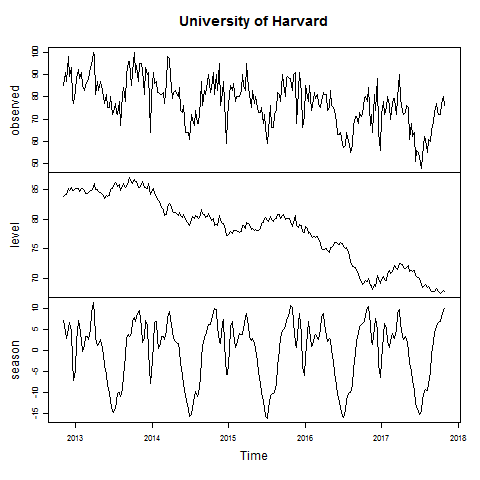 University of Harvard
observed
50 60 70 80 90 100
level
70 75 80 85
season
-15 -10 -5 0 5 10
2013 2014 2015 2016 2017 2018
Time